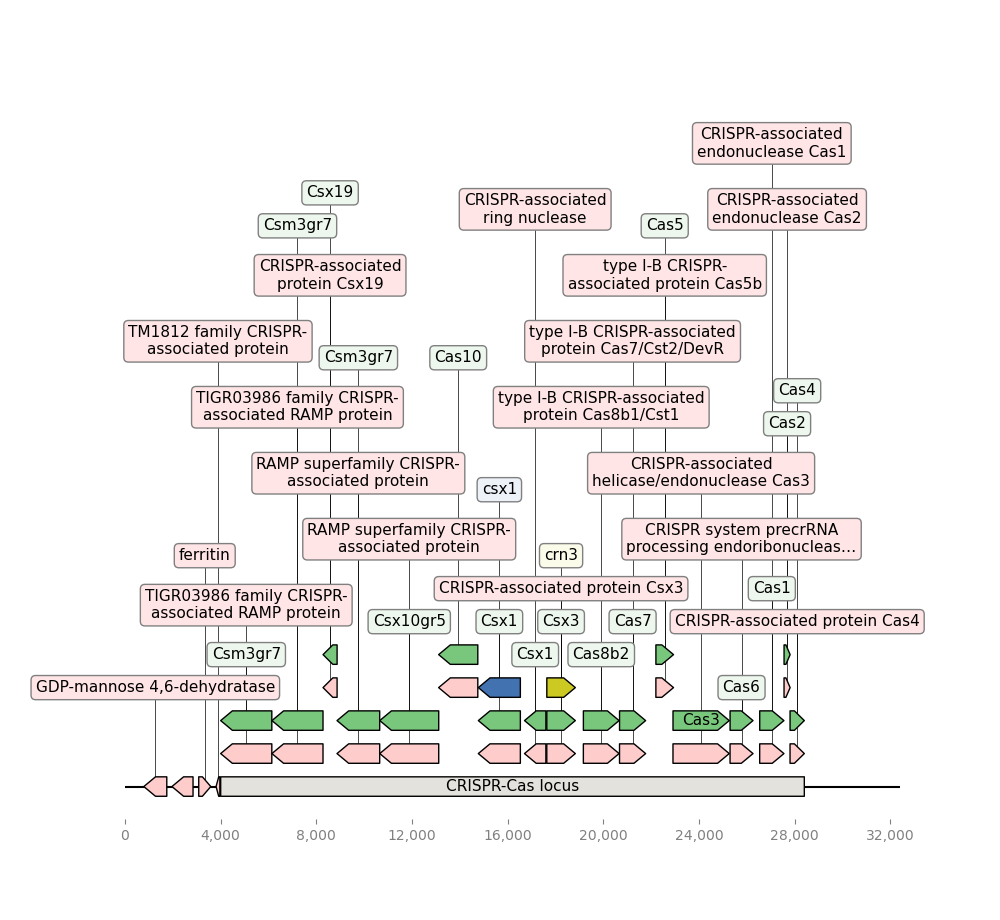 CRISPR-associated
endonuclease Cas1
Csx19
CRISPR-associated
ring nuclease
CRISPR-associated
endonuclease Cas2
Csm3gr7
Cas5
CRISPR-associated
protein Csx19
type I-B CRISPR-
associated protein Cas5b
TM1812 family CRISPR-
associated protein
type I-B CRISPR-associated
protein Cas7/Cst2/DevR
Csm3gr7
Cas10
Cas4
TIGR03986 family CRISPR-
associated RAMP protein
type I-B CRISPR-associated
protein Cas8b1/Cst1
Cas2
RAMP superfamily CRISPR-
associated protein
CRISPR-associated
helicase/endonuclease Cas3
csx1
RAMP superfamily CRISPR-
associated protein
CRISPR system precrRNA
processing endoribonucleas...
ferritin
crn3
CRISPR-associated protein Csx3
Cas1
TIGR03986 family CRISPR-
associated RAMP protein
Csx10gr5
Csx1
Csx3
Cas7
CRISPR-associated protein Cas4
Csm3gr7
Csx1
Cas8b2
GDP-mannose 4,6-dehydratase
Cas6
Cas3
CRISPR-Cas locus
0
4,000
8,000
12,000
16,000
20,000
24,000
28,000
32,000